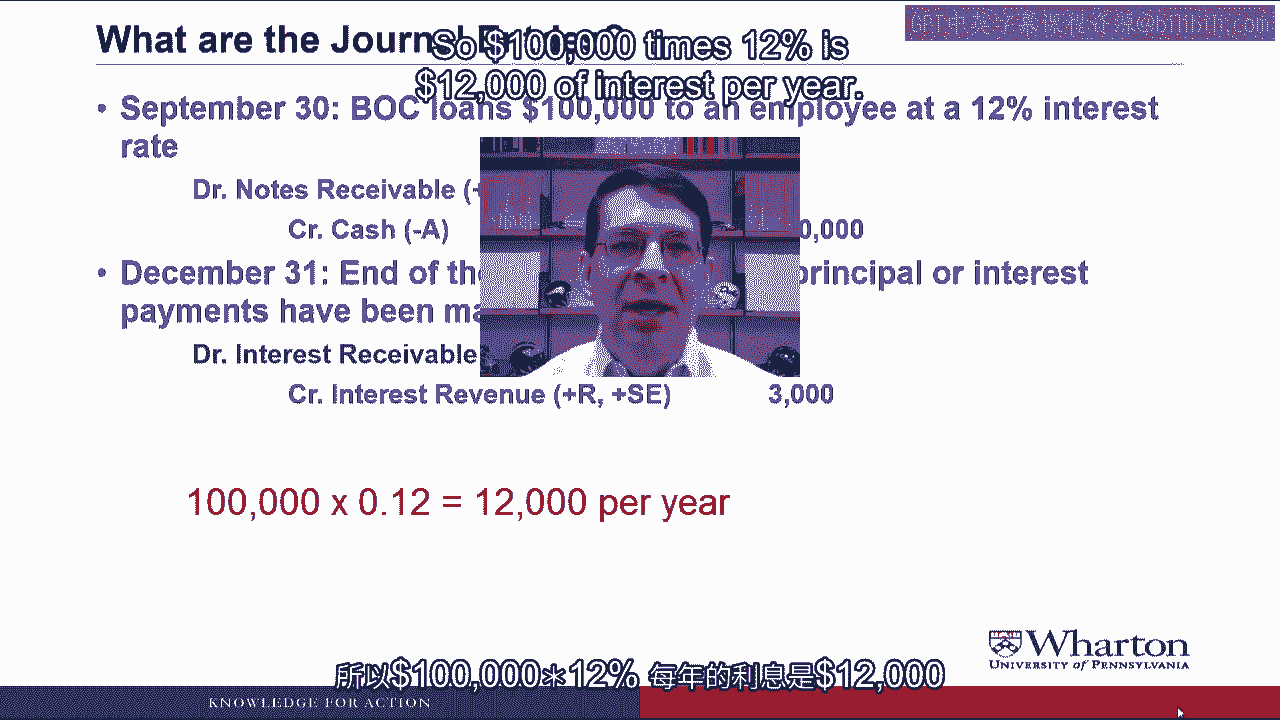 What are the Journ
So $100,000 times 12% is
$12,000 of interest per year.
• September 30: BOC loans $100,000 to an employee at a 12% interest
rate
Dr. Notes Receivable (+
Cr. Cash (-A) 0,000
• December 31: End of th principal or interest
payments have been ma
Dr. Interest Receivable
Cr. Interest Revenue (+R, +SE) 3,000
100,000 x 0.12 = 12,000 per year
Wharton
UNIVERSITY of PENNSYLVANIA
所以$100,000*12% 每年的利息是$12,000
KNOWLEDGE FOR ACTION